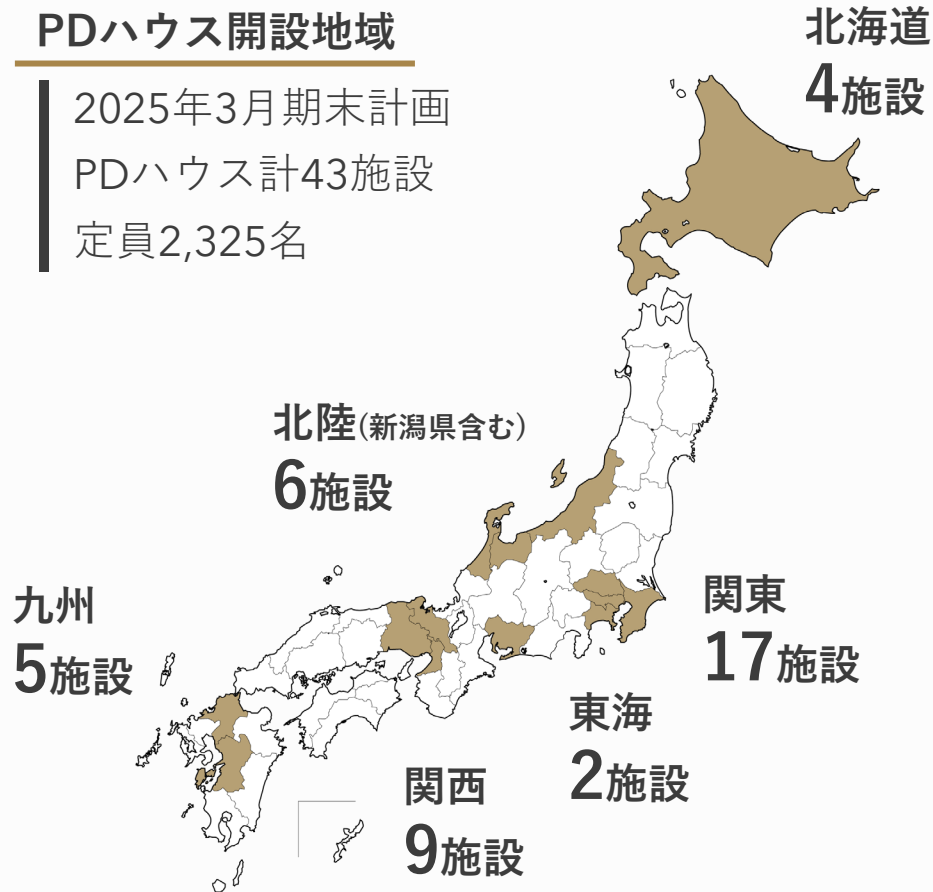 PDハウス開設地域
2025年3月期末計画
PDハウス計43施設
定員2,325名
北海道
4施設
北陸(新潟県含む)
6施設
九州
5施設
関東
17施設
東海
2施設
関西
9施設